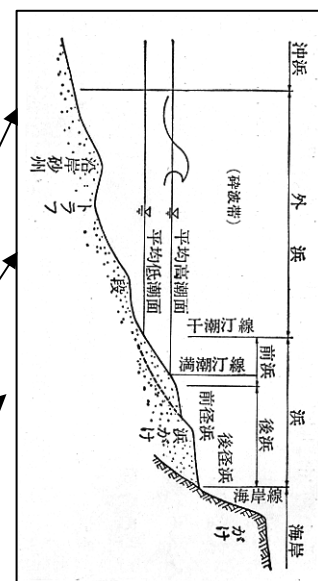 沖浜
外浜
浜
海岸
前浜
後浜
(砕波帯)
干潮汀線
満潮汀線
海岸線
平均高潮面
平均低潮面
後径浜
前径浜
浜がけ
がけ
沿岸砂州
トラフ
段